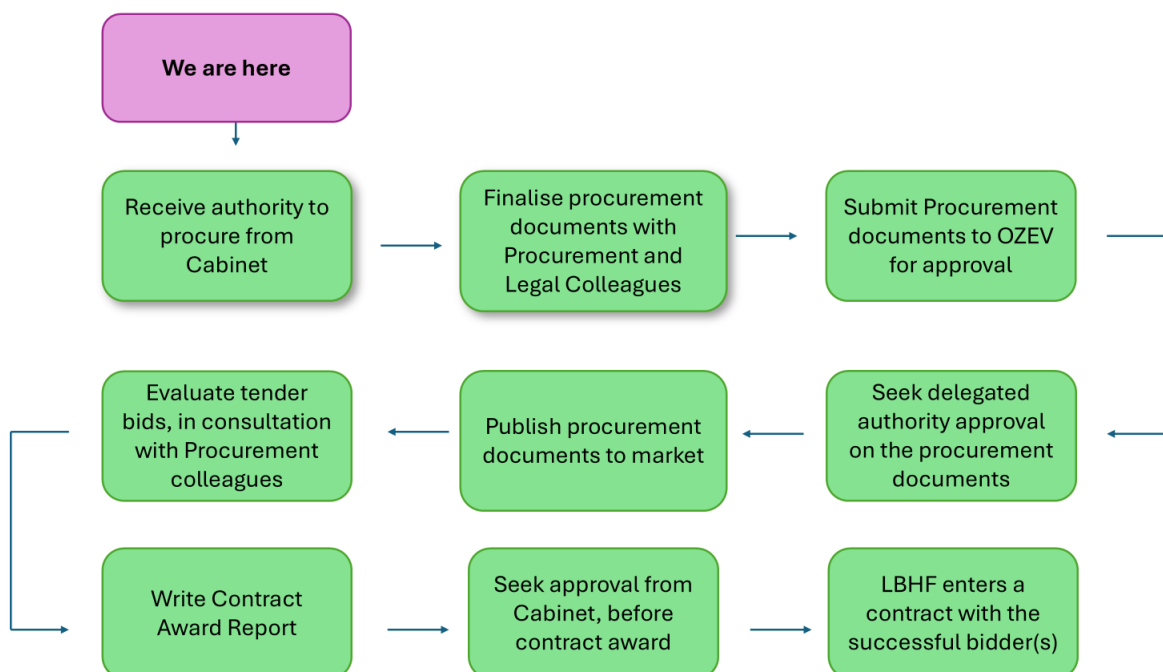 We are here
Receive authority to
procure from
Cabinet
Finalise procurement
documents with
Procurement and
Legal Colleagues
Submit Procurement
documents to OZEV
for approval
Seek delegated
authority approval
on the procurement
documents
Publish procurement
documents to market
Evaluate tender
bids, in consultation
with Procurement
colleagues
Write Contract
Award Report
Seek approval from
Cabinet, before
contract award
LBHF enters a
contract with the
successful bidder(s)